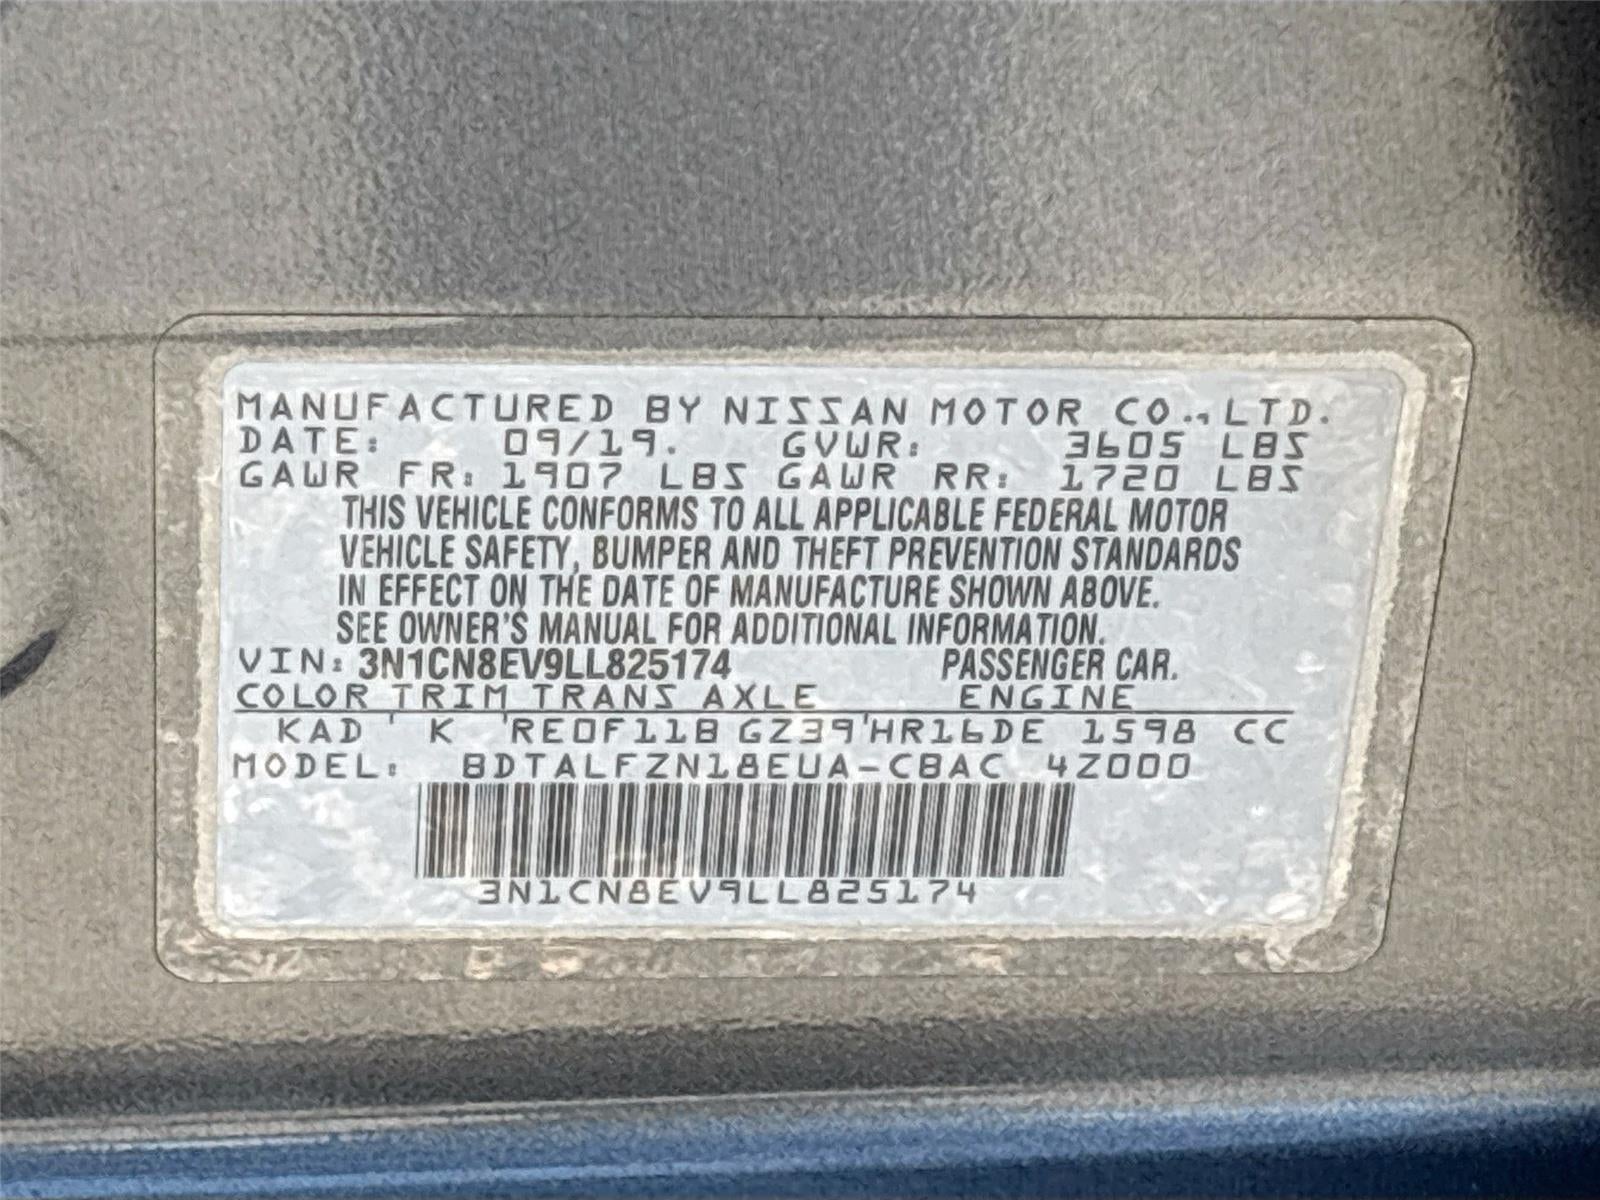 MANUFACTURED BY NISSAN MOTOR CO., LTD.
DATE: 09/19. GVWR: 3605 LBS
GAWR FR: 1907 LBS GAWR RR: 1720 LBS
THIS VEHICLE CONFORMS TO ALL APPLICABLE FEDERAL MOTOR
VEHICLE SAFETY, BUMPER AND THEFT PREVENTION STANDARDS
IN EFFECT ON THE DATE OF MANUFACTURE SHOWN ABOVE.
SEE OWNER'S MANUAL FOR ADDITIONAL INFORMATION.
VIN: 3N1CN8EV9LL825174 PASSENGER CAR.
COLOR TRIM TRANS AXLE ENGINE
KAD ' K 'RE0F11B GZ39'HR16DE 1598 CC
MODEL: BDTALFZN18EUA-CBAC 4Z000
3N1CN8EV9LL825174